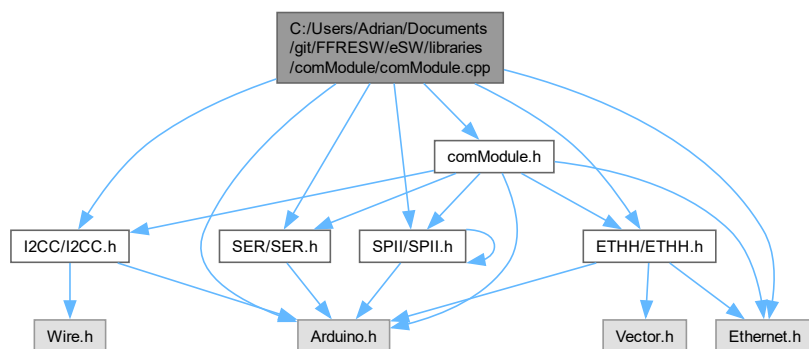 C:/Users/Adrian/Documents
/git/FFRESW/eSW/libraries
/comModule/comModule.cpp
comModule.h
I2CC/I2CC.h
SER/SER.h
SPII/SPII.h
ETHH/ETHH.h
Wire.h
Arduino.h
Vector.h
Ethernet.h